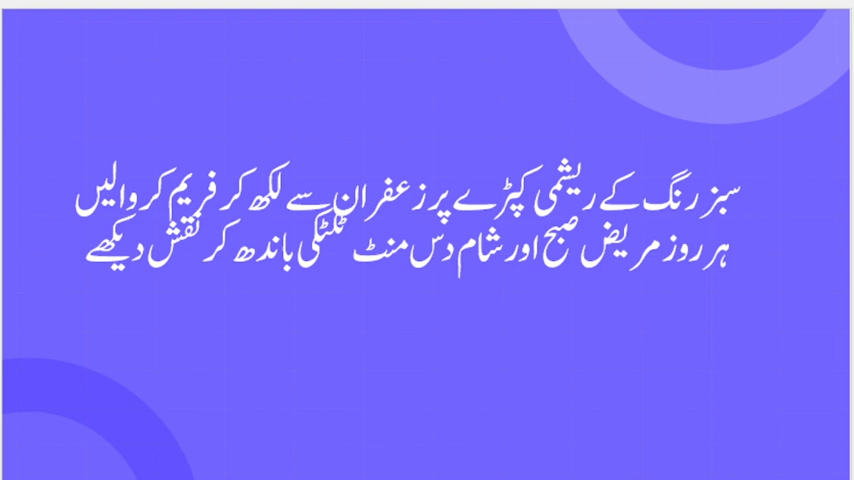 سبز رنگ کے ریشمی کپڑے پر زعفران سے لکھ کر فریم کروالیں
ہر روز مریض صبح اور شام دس منٹ ٹکٹکی باندھ کر نقش دیکھے